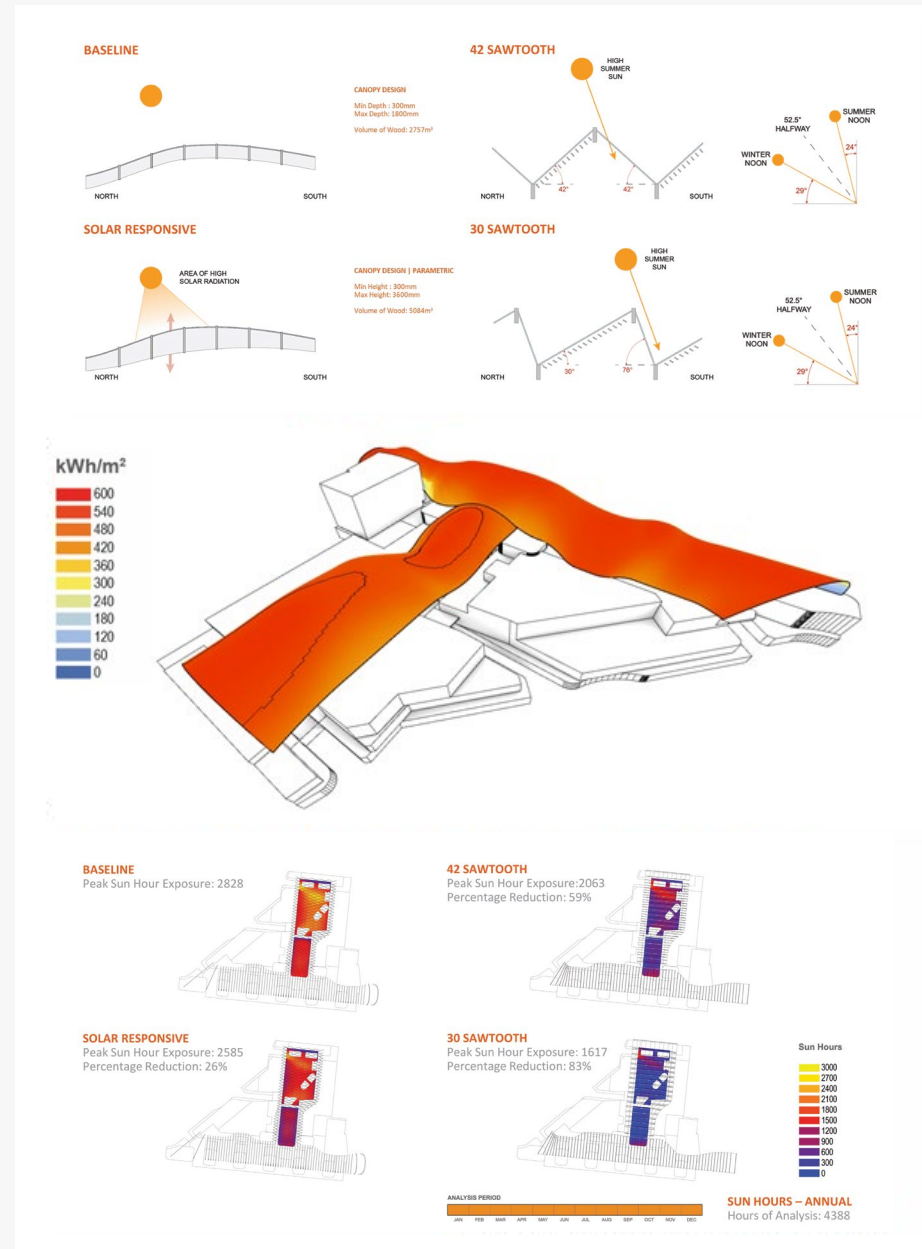 BASELINE
CANOPY DESIGN
Min Depth : 300mm
Max Depth: 1800mm
Volume of Wood: 2757m²
NORTH
SOUTH
42 SAWTOOTH
HIGH
SUMMER
SUN
42°
42°
NORTH
SOUTH
52.5°
HALFWAY
SUMMER
NOON
24°
WINTER
NOON
29°
SOLAR RESPONSIVE
AREA OF HIGH
SOLAR RADIATION
CANOPY DESIGN | PARAMETRIC
Min Height : 300mm
Max Height: 3600mm
Volume of Wood: 5084m²
NORTH
SOUTH
30 SAWTOOTH
HIGH
SUMMER
SUN
30°
76°
NORTH
SOUTH
52.5°
HALFWAY
SUMMER
NOON
24°
WINTER
NOON
29°
kWh/m²
600
540
480
420
360
300
240
180
120
60
0
BASELINE
Peak Sun Hour Exposure: 2828
42 SAWTOOTH
Peak Sun Hour Exposure:2063
Percentage Reduction: 59%
SOLAR RESPONSIVE
Peak Sun Hour Exposure: 2585
Percentage Reduction: 26%
30 SAWTOOTH
Peak Sun Hour Exposure: 1617
Percentage Reduction: 83%
Sun Hours
3000
2700
2400
2100
1800
1500
1200
900
600
300
0
ANALYSIS PERIOD
JAN FEB MAR APR MAY JUN JUL AUG SEP OCT NOV DEC
SUN HOURS – ANNUAL
Hours of Analysis: 4388